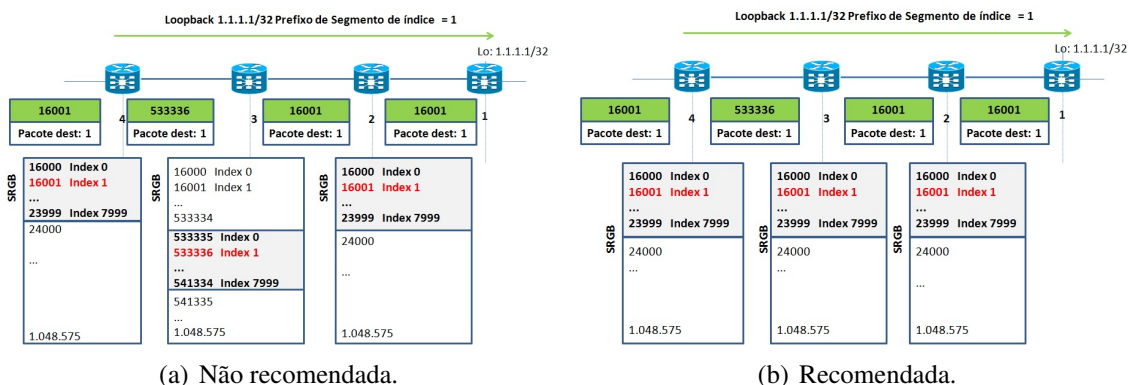 Loopback 1.1.1.1/32 Prefixo de Segmento de índice = 1
Lo: 1.1.1.1/32
16001
533336
16001
16001
Pacote dest: 1
4
Pacote dest: 1
3
Pacote dest: 1
2
Pacote dest: 1
1
SRGB
16000 Index 0
16001 Index 1
...
23999 Index 7999
24000
...
1.048.575
SRGB
16000 Index 0
16001 Index 1
...
533334
533335 Index 0
533336 Index 1
...
541334 Index 7999
541335
...
1.048.575
SRGB
16000 Index 0
16001 Index 1
...
23999 Index 7999
24000
...
1.048.575
(a) Não recomendada.
Loopback 1.1.1.1/32 Prefixo de Segmento de índice = 1
Lo: 1.1.1.1/32
16001
533336
16001
16001
Pacote dest: 1
4
Pacote dest: 1
3
Pacote dest: 1
2
Pacote dest: 1
1
SRGB
16000 Index 0
16001 Index 1
...
23999 Index 7999
24000
...
1.048.575
SRGB
16000 Index 0
16001 Index 1
...
23999 Index 7999
24000
...
1.048.575
SRGB
16000 Index 0
16001 Index 1
...
23999 Index 7999
24000
...
1.048.575
(b) Recomendada.